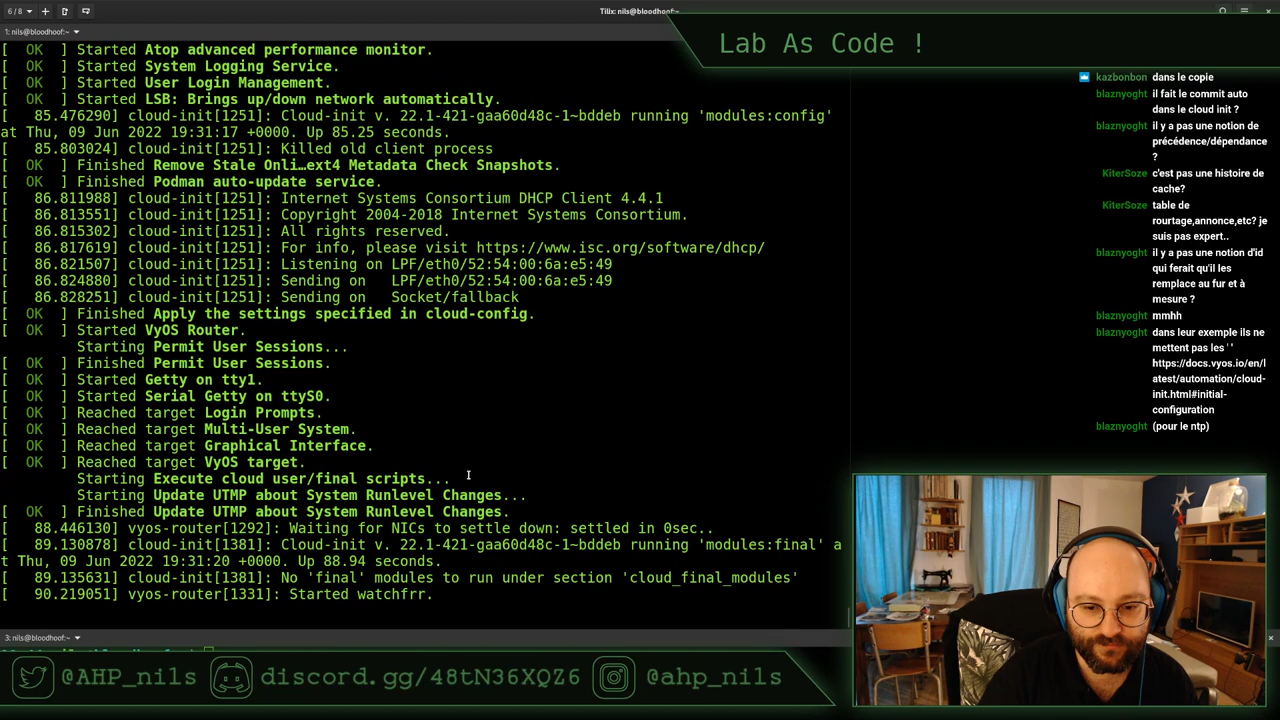 6 / 8
Tilix: nils@bloodhoof:~
1: nils@bloodhoof:~
Lab As Code !
[  OK  ] Started Atop advanced performance monitor.
[  OK  ] Started System Logging Service.
[  OK  ] Started User Login Management.
[  OK  ] Started LSB: Brings up/down network automatically.
[   85.476290] cloud-init[1251]: Cloud-init v. 22.1-421-gaa60d48c-1~bddeb running 'modules:config'
at Thu, 09 Jun 2022 19:31:17 +0000. Up 85.25 seconds.
[   85.803024] cloud-init[1251]: Killed old client process
[  OK  ] Finished Remove Stale Onli…ext4 Metadata Check Snapshots.
[  OK  ] Finished Podman auto-update service.
[   86.811988] cloud-init[1251]: Internet Systems Consortium DHCP Client 4.4.1
[   86.813551] cloud-init[1251]: Copyright 2004-2018 Internet Systems Consortium.
[   86.815302] cloud-init[1251]: All rights reserved.
[   86.817619] cloud-init[1251]: For info, please visit https://www.isc.org/software/dhcp/
[   86.821507] cloud-init[1251]: Listening on LPF/eth0/52:54:00:6a:e5:49
[   86.824880] cloud-init[1251]: Sending on   LPF/eth0/52:54:00:6a:e5:49
[   86.828251] cloud-init[1251]: Sending on   Socket/fallback
[  OK  ] Finished Apply the settings specified in cloud-config.
[  OK  ] Started VyOS Router.
Starting Permit User Sessions...
[  OK  ] Finished Permit User Sessions.
[  OK  ] Started Getty on tty1.
[  OK  ] Started Serial Getty on ttyS0.
[  OK  ] Reached target Login Prompts.
[  OK  ] Reached target Multi-User System.
[  OK  ] Reached target Graphical Interface.
[  OK  ] Reached target VyOS target.
Starting Execute cloud user/final scripts...
Starting Update UTMP about System Runlevel Changes...
[  OK  ] Finished Update UTMP about System Runlevel Changes.
[   88.446130] vyos-router[1292]: Waiting for NICs to settle down: settled in 0sec..
[   89.130878] cloud-init[1381]: Cloud-init v. 22.1-421-gaa60d48c-1~bddeb running 'modules:final' a
t Thu, 09 Jun 2022 19:31:20 +0000. Up 88.94 seconds.
[   89.135631] cloud-init[1381]: No 'final' modules to run under section 'cloud_final_modules'
[   90.219051] vyos-router[1331]: Started watchfrr.
3: nils@bloodhoof:~
kazbonbon dans le copie
blaznyoght il fait le commit auto
dans le cloud init ?
blaznyoght il y a pas une notion de
précédence/dépendance
?
KiterSoze c'est pas une histoire de
cache?
KiterSoze table de
rourtage,annonce,etc? je
suis pas expert..
blaznyoght il y a pas une notion d'id
qui ferait qu'il les
remplace au fur et à
mesure ?
blaznyoght mmhh
blaznyoght dans leur exemple ils ne
mettent pas les ' '
https://docs.vyos.io/en/l
atest/automation/cloud-
init.html#initial-
configuration
blaznyoght (pour le ntp)
@AHP_nils
discord.gg/48tN36XQZ6
@ahp_nils